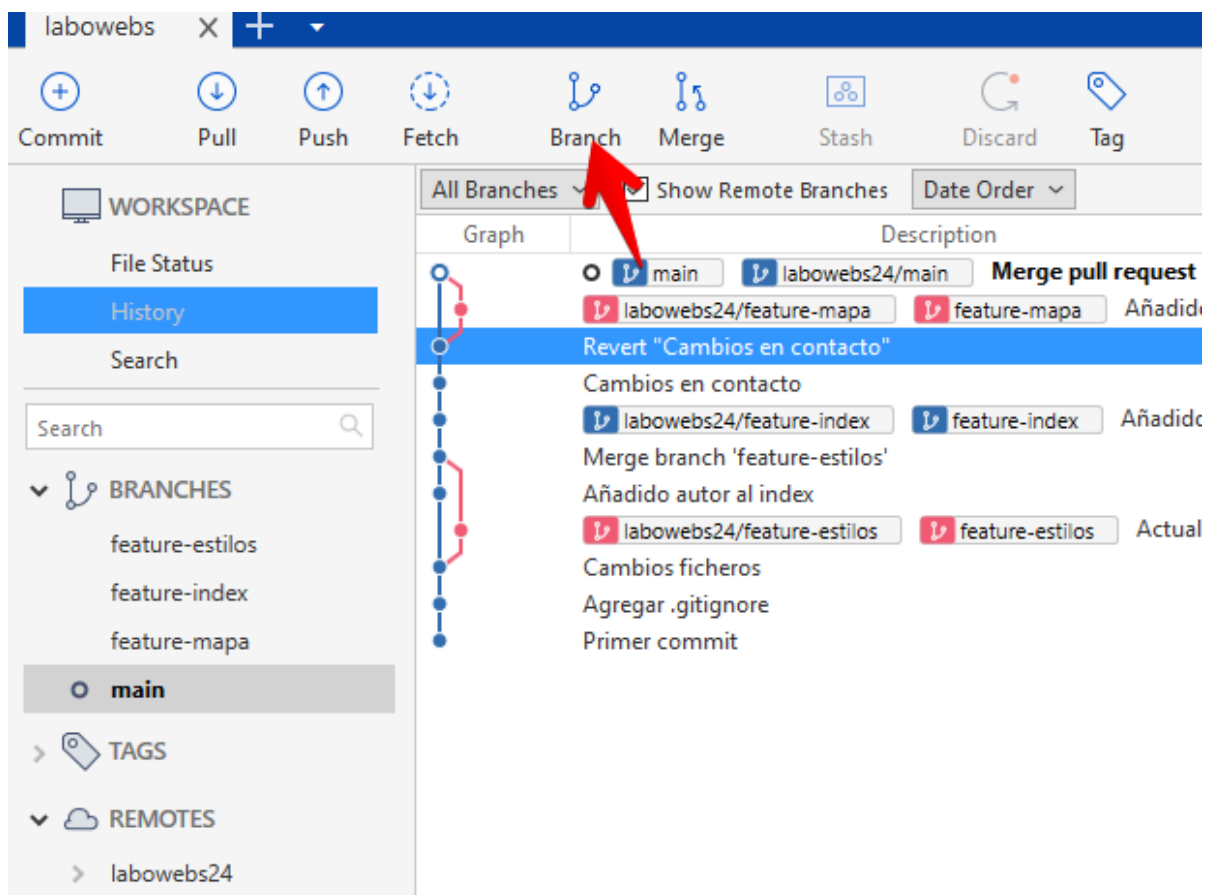 labowebs
Commit Pull Push Fetch Branch Merge Stash Discard Tag
WORKSPACE
File Status
History
Search
Search
BRANCHES
feature-estilos
feature-index
feature-mapa
main
TAGS
REMOTES
labowebs24
All Branches Show Remote Branches Date Order
Graph Description
main labowebs24/main Merge pull request
labowebs24/feature-mapa feature-mapa Añadido
Revert "Cambios en contacto"
Cambios en contacto
labowebs24/feature-index feature-index Añadido
Merge branch 'feature-estilos'
Añadido autor al index
labowebs24/feature-estilos feature-estilos Actual
Cambios ficheros
Agregar .gitignore
Primer commit